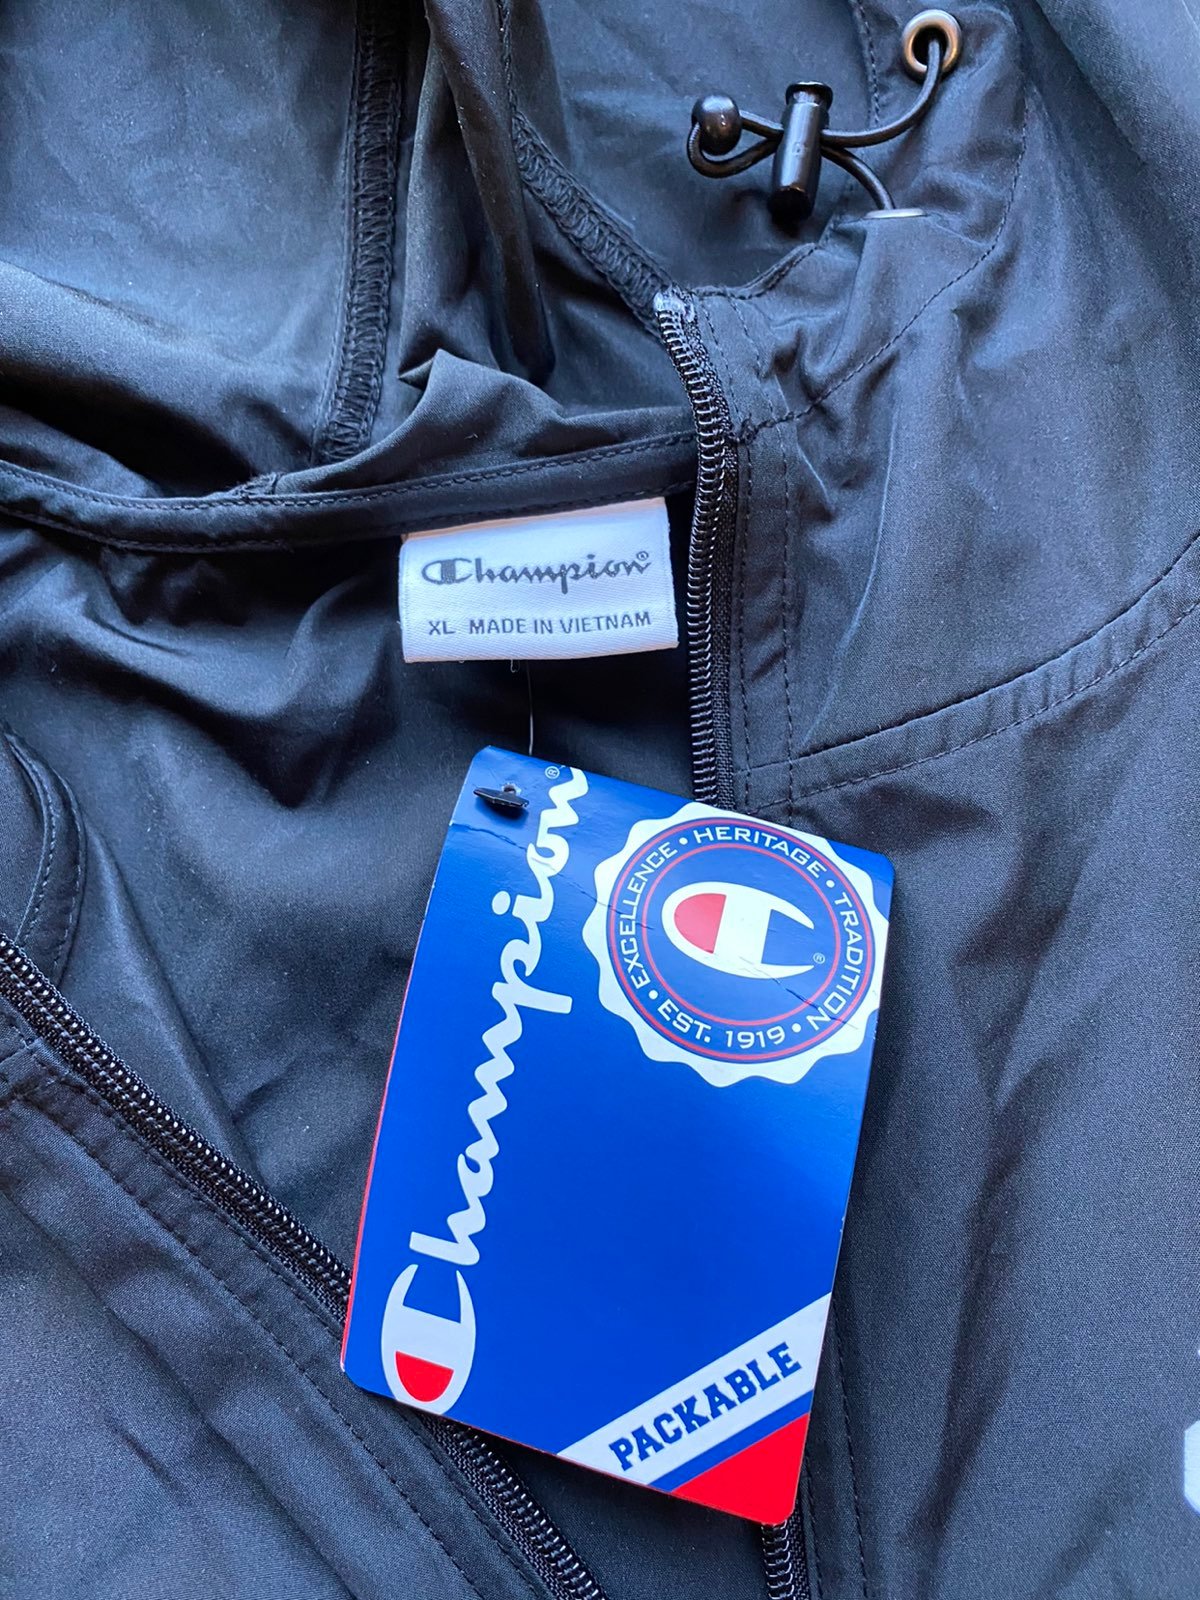 Champion®
XL MADE IN VIETNAM
Champion®
EXCELLENCE • HERITAGE • TRADITION • EST. 1919 •
®
PACKABLE